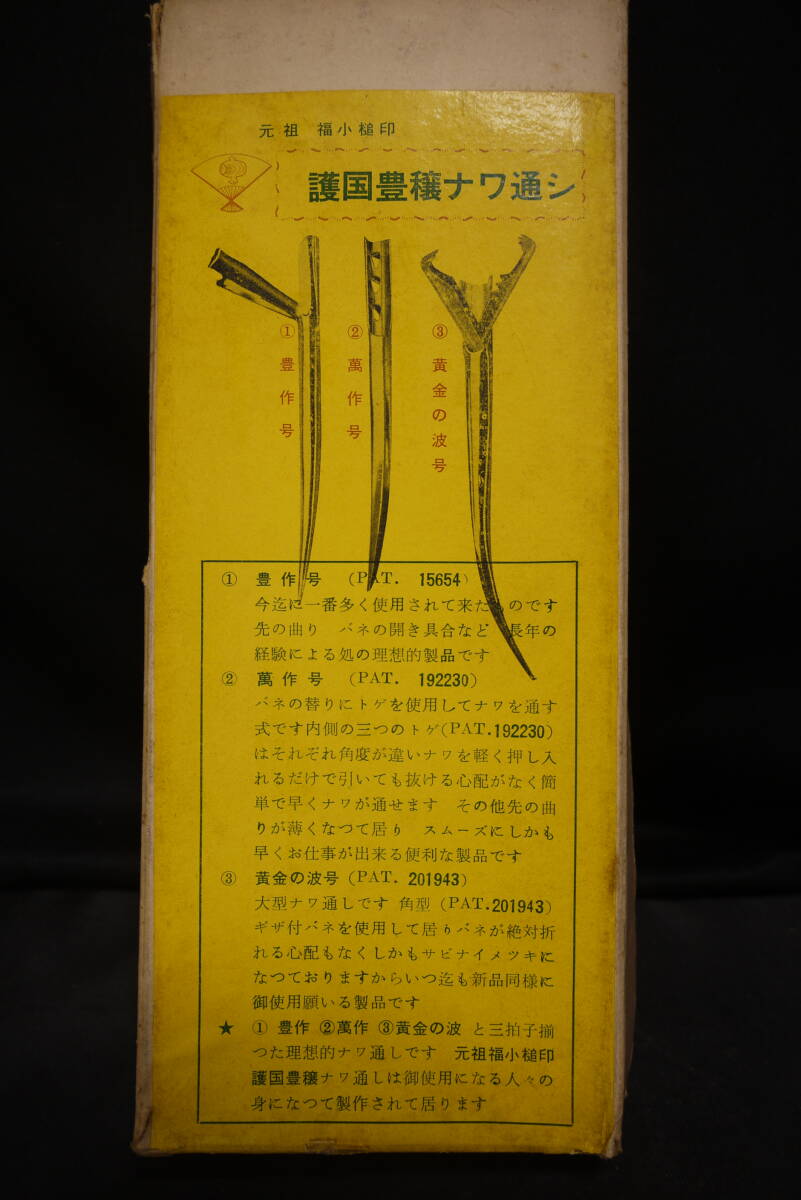 元祖 福小槌印
護国豊穣ナワ通シ
① 豊作号
② 萬作号
③ 黄金の波号
① 豊作号 (PAT. 15654)
今迄に一番多く使用されて来たものです
先の曲り バネの開き具合など 長年の
経験による処の理想的製品です
② 萬作号 (PAT. 192230)
バネの替りにトゲを使用してナワを通す
式です内側の三つのトゲ(PAT.192230)
はそれぞれ角度が違いナワを軽く押し入
れるだけで引いても抜ける心配がなく簡
単で早くナワが通せます その他先の曲
りが薄くなつて居り スムーズにしかも
早くお仕事が出来る便利な製品です
③ 黄金の波号 (PAT. 201943)
大型ナワ通しです 角型 (PAT.201943)
ギザ付バネを使用して居りバネが絶対折
れる心配もなくしかもサビナイメツキに
なつておりますからいつ迄も新品同様に
御使用願いる製品です
★ ① 豊作 ②萬作 ③黄金の波 と三拍子揃
つた理想的ナワ通しです 元祖福小槌印
護国豊穣ナワ通しは御使用になる人々の
身になつて製作されて居ります